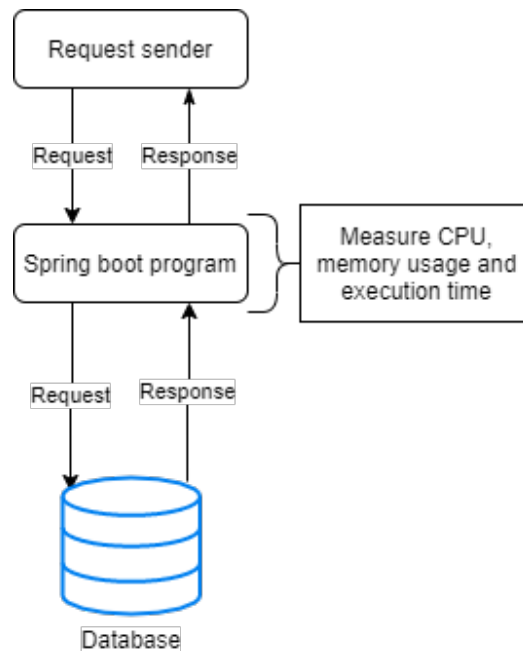 Request sender
Request
Response
Spring boot program
Measure CPU,
memory usage and
execution time
Request
Response
Database